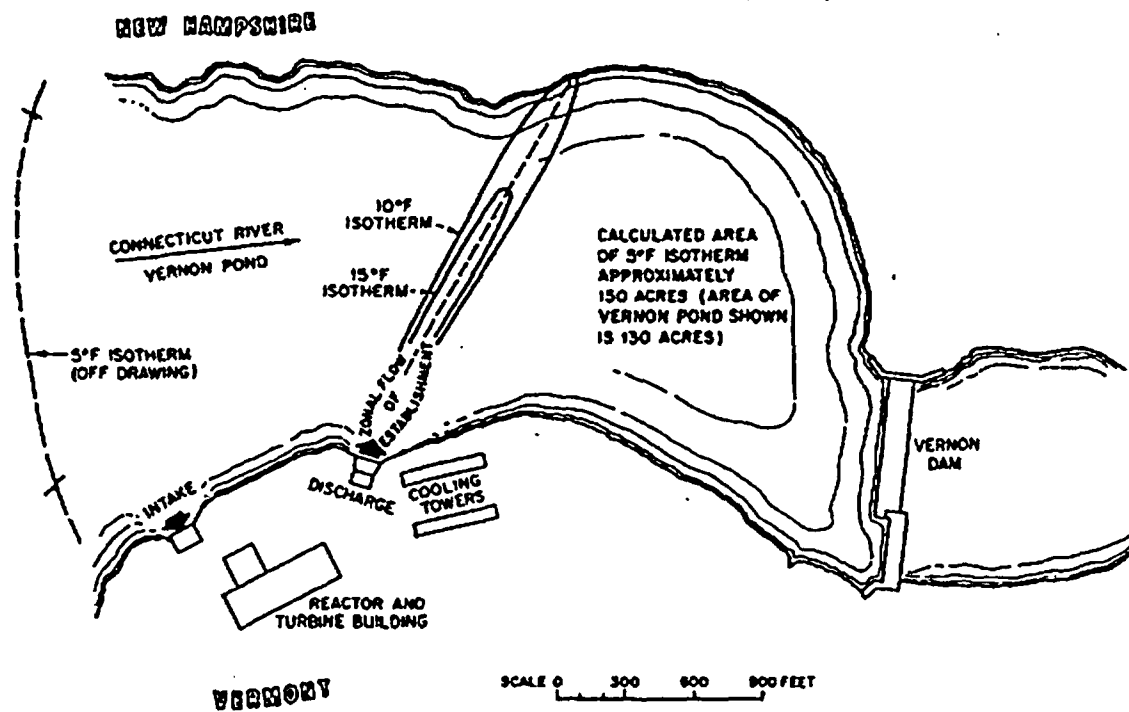 NEW HAMPSHIRE
10°F
ISOTHERM
CONNECTICUT RIVER
VERNON POND
15°F
ISOTHERM
CALCULATED AREA
OF 5°F ISOTHERM
APPROXIMATELY
150 ACRES (AREA OF
VERNON POND SHOWN
IS 130 ACRES)
5°F ISOTHERM
(OFF DRAWING)
ZONAL FLOW
OF
ESTABLISHMENT
VERNON
DAM
INTAKE
DISCHARGE
COOLING
TOWERS
REACTOR AND
TURBINE BUILDING
VERMONT
SCALE 0 300 600 900 FEET